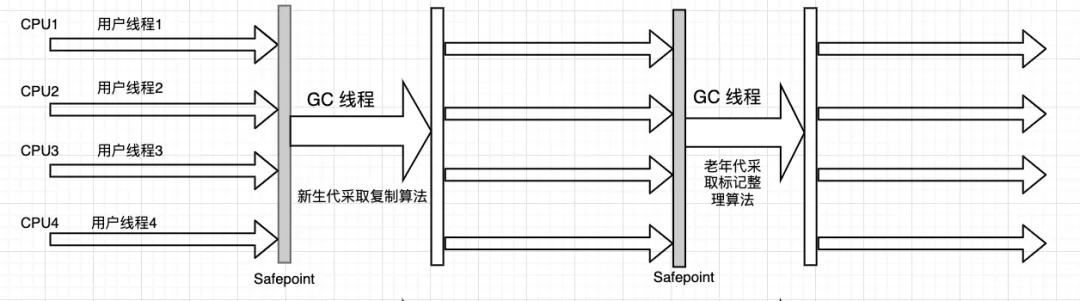 CPU1 用户线程1
CPU2 用户线程2
CPU3 用户线程3
CPU4 用户线程4
Safepoint
GC 线程
新生代采取复制算法
Safepoint
GC 线程
老年代采
取标记整
理算法